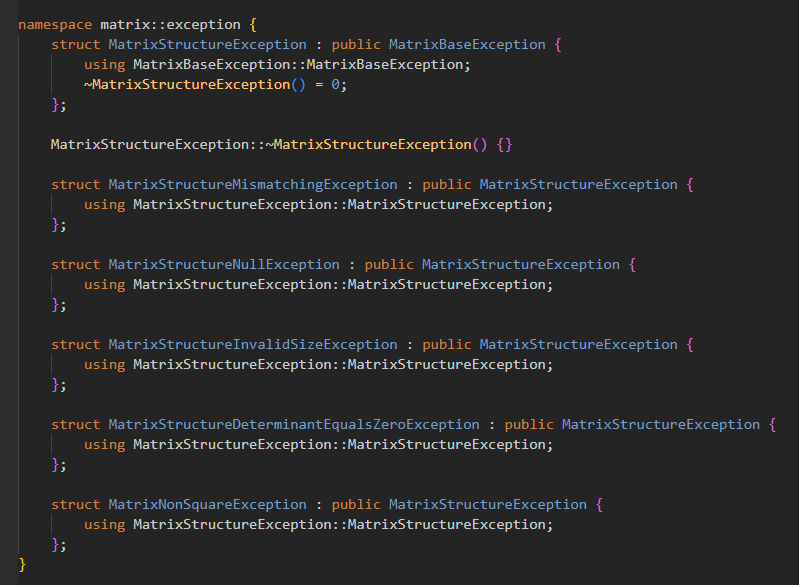 namespace matrix::exception {
struct MatrixStructureException : public MatrixBaseException {
using MatrixBaseException::MatrixBaseException;
~MatrixStructureException() = 0;
};
MatrixStructureException::~MatrixStructureException() {}
struct MatrixStructureMismatchingException : public MatrixStructureException {
using MatrixStructureException::MatrixStructureException;
};
struct MatrixStructureNullException : public MatrixStructureException {
using MatrixStructureException::MatrixStructureException;
};
struct MatrixStructureInvalidSizeException : public MatrixStructureException {
using MatrixStructureException::MatrixStructureException;
};
struct MatrixStructureDeterminantEqualsZeroException : public MatrixStructureException {
using MatrixStructureException::MatrixStructureException;
};
struct MatrixNonSquareException : public MatrixStructureException {
using MatrixStructureException::MatrixStructureException;
};
}